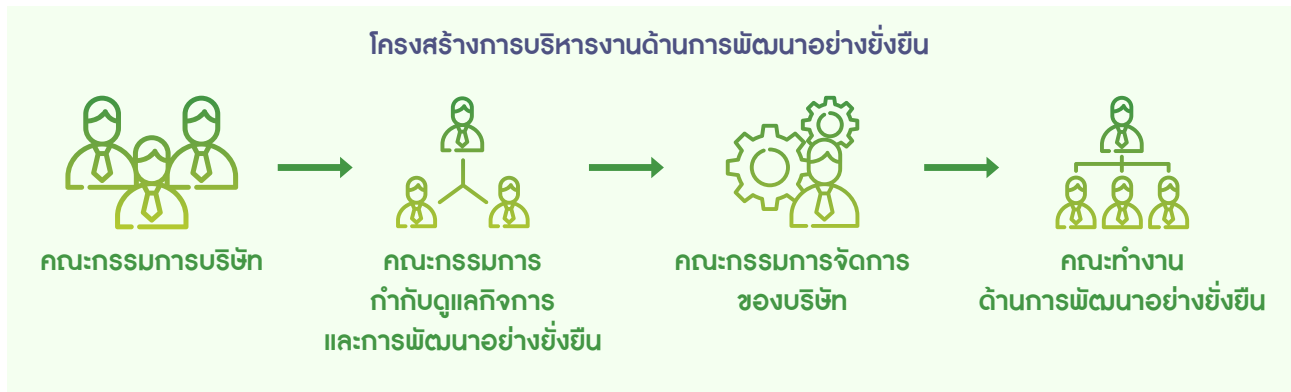 โครงสร้างการบริหารงานด้านการพัฒนาอย่างยั่งยืน
คณะกรรมการบริษัท
คณะกรรมการ
กำกับดูแลกิจการ
และการพัฒนาอย่างยั่งยืน
คณะกรรมการจัดการ
ของบริษัท
คณะทำงาน
ด้านการพัฒนาอย่างยั่งยืน